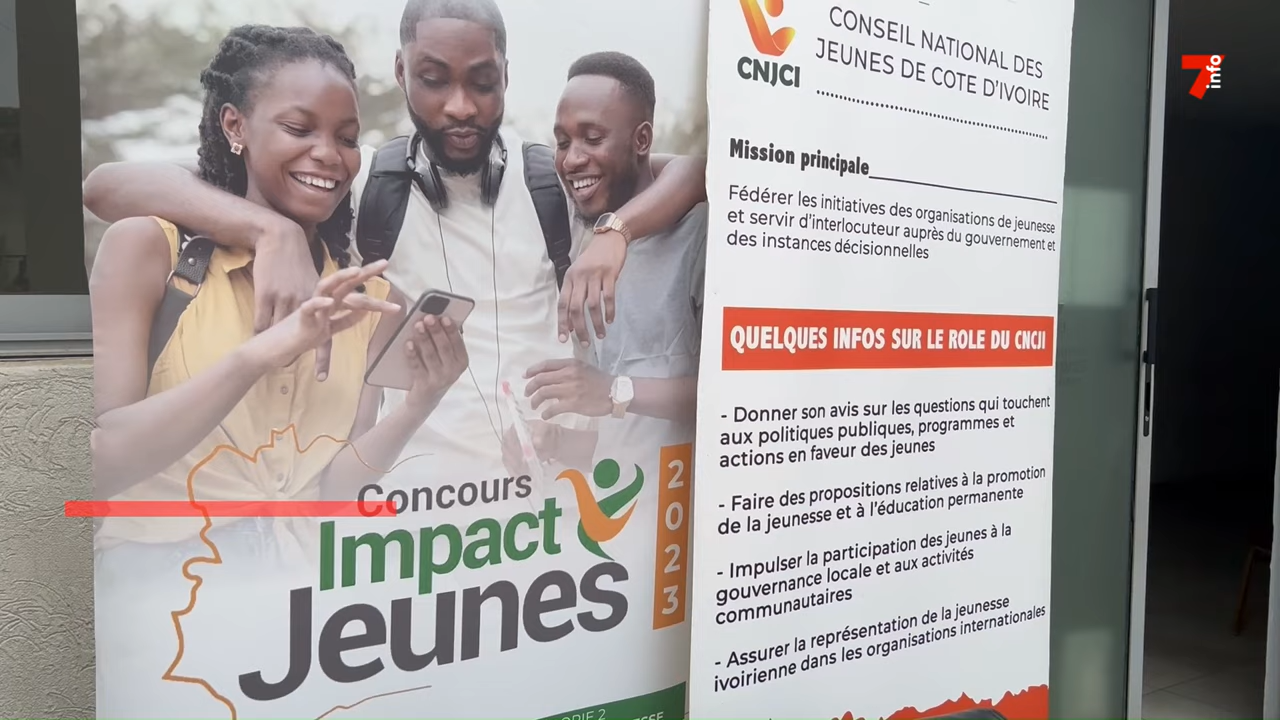 Concours
Impact
Jeunes
2023
CNJCI
CONSEIL NATIONAL DES
JEUNES DE COTE D'IVOIRE
Mission principale
Fédérer les initiatives des organisations de jeunesse
et servir d'interlocuteur auprès du gouvernement et
des instances décisionnelles
QUELQUES INFOS SUR LE ROLE DU CNCJI
- Donner son avis sur les questions qui touchent
aux politiques publiques, programmes et
actions en faveur des jeunes
- Faire des propositions relatives à la promotion
de la jeunesse et à l'éducation permanente
- Impulser la participation des jeunes à la
gouvernance locale et aux activités
communautaires
- Assurer la représentation de la jeunesse
ivoirienne dans les organisations internationales
7info